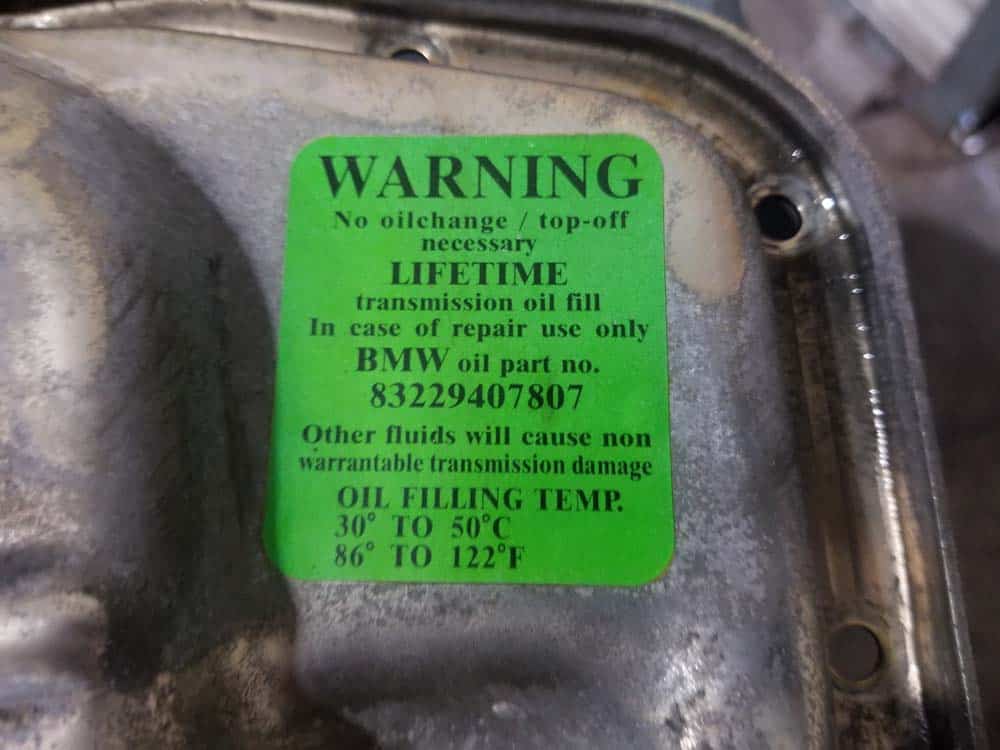 WARNING
No oilchange / top-off
necessary
LIFETIME
transmission oil fill
In case of repair use only
BMW oil part no.
83229407807
Other fluids will cause non
warrantable transmission damage
OIL FILLING TEMP.
30° TO 50°C
86° TO 122°F